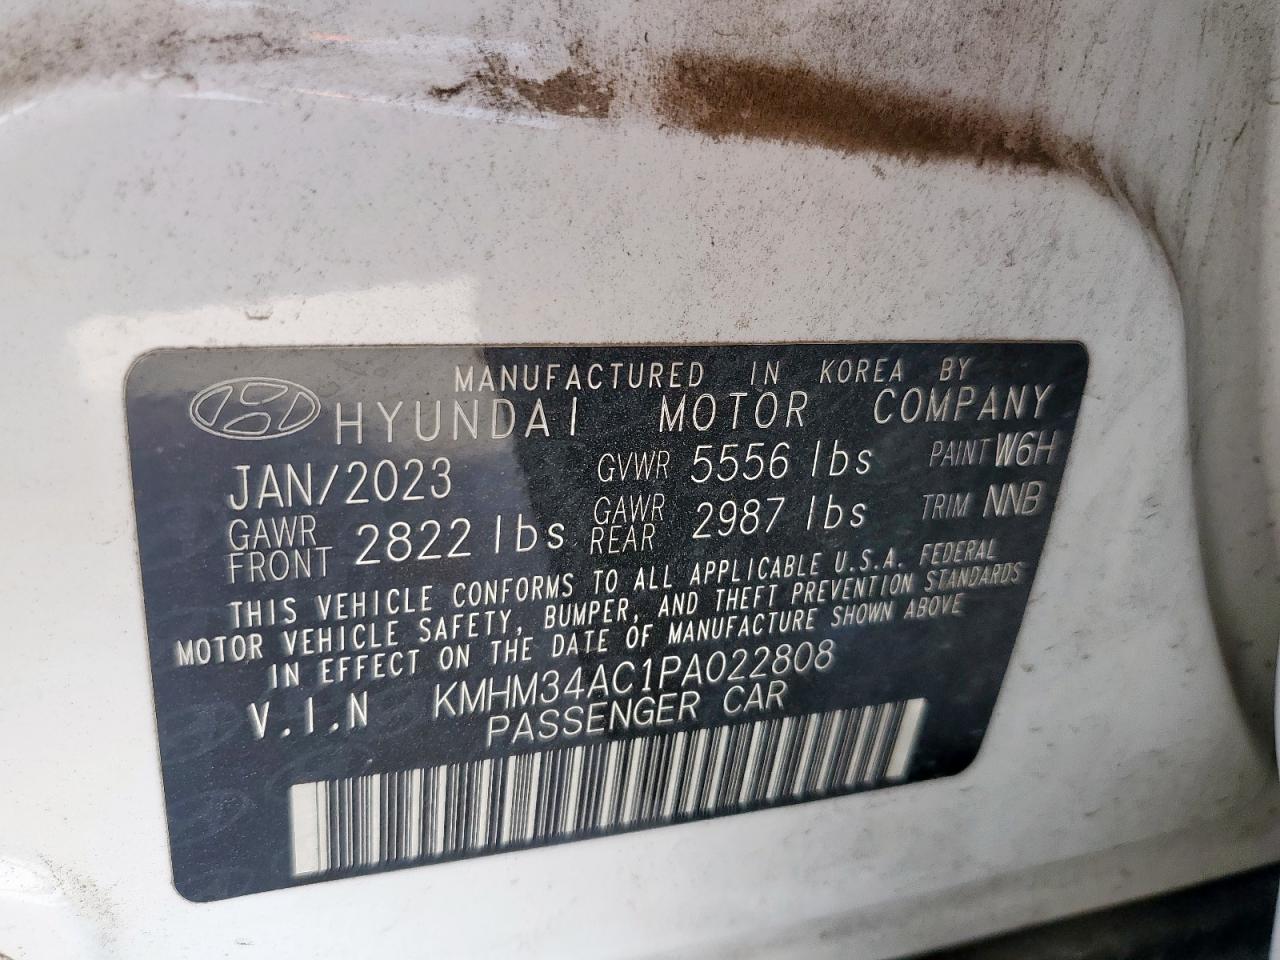 MANUFACTURED IN KOREA BY
HYUNDAI MOTOR COMPANY
JAN/2023 GVWR 5556 lbs PAINT W6H
GAWR FRONT 2822 lbs GAWR REAR 2987 lbs TRIM NNB
THIS VEHICLE CONFORMS TO ALL APPLICABLE U.S.A. FEDERAL
MOTOR VEHICLE SAFETY, BUMPER, AND THEFT PREVENTION STANDARDS
IN EFFECT ON THE DATE OF MANUFACTURE SHOWN ABOVE
V.I.N KMHM34AC1PA022808
PASSENGER CAR